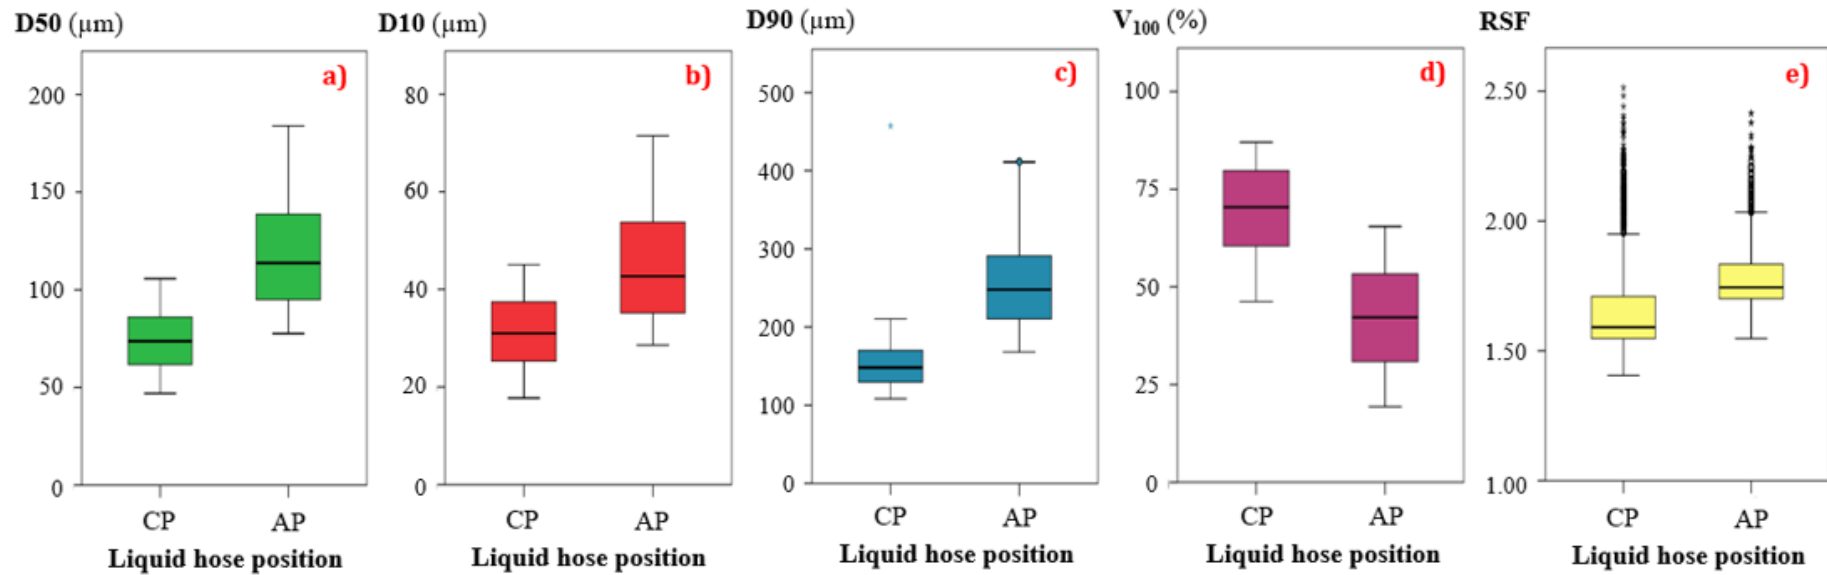 D50 (µm)
a)
200
150
100
50
0
CP AP
Liquid hose position
D10 (µm)
b)
80
60
40
20
0
CP AP
Liquid hose position
D90 (µm)
c)
500
400
300
200
100
0
CP AP
Liquid hose position
V₁₀₀ (%)
d)
100
75
50
25
0
CP AP
Liquid hose position
RSF
e)
2.50
2.00
1.50
1.00
CP AP
Liquid hose position